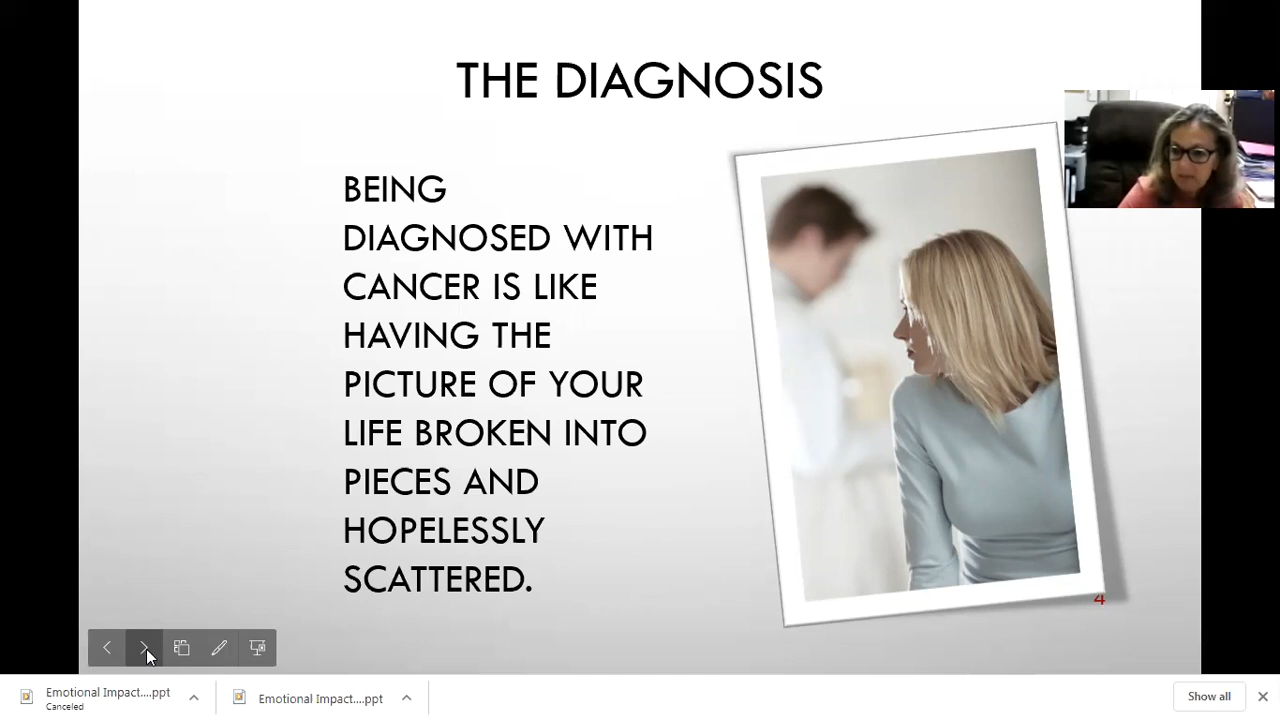 THE DIAGNOSIS
BEING
DIAGNOSED WITH
CANCER IS LIKE
HAVING THE
PICTURE OF YOUR
LIFE BROKEN INTO
PIECES AND
HOPELESSLY
SCATTERED.
4
Emotional Impact....ppt
Canceled
Emotional Impact....ppt
Show all